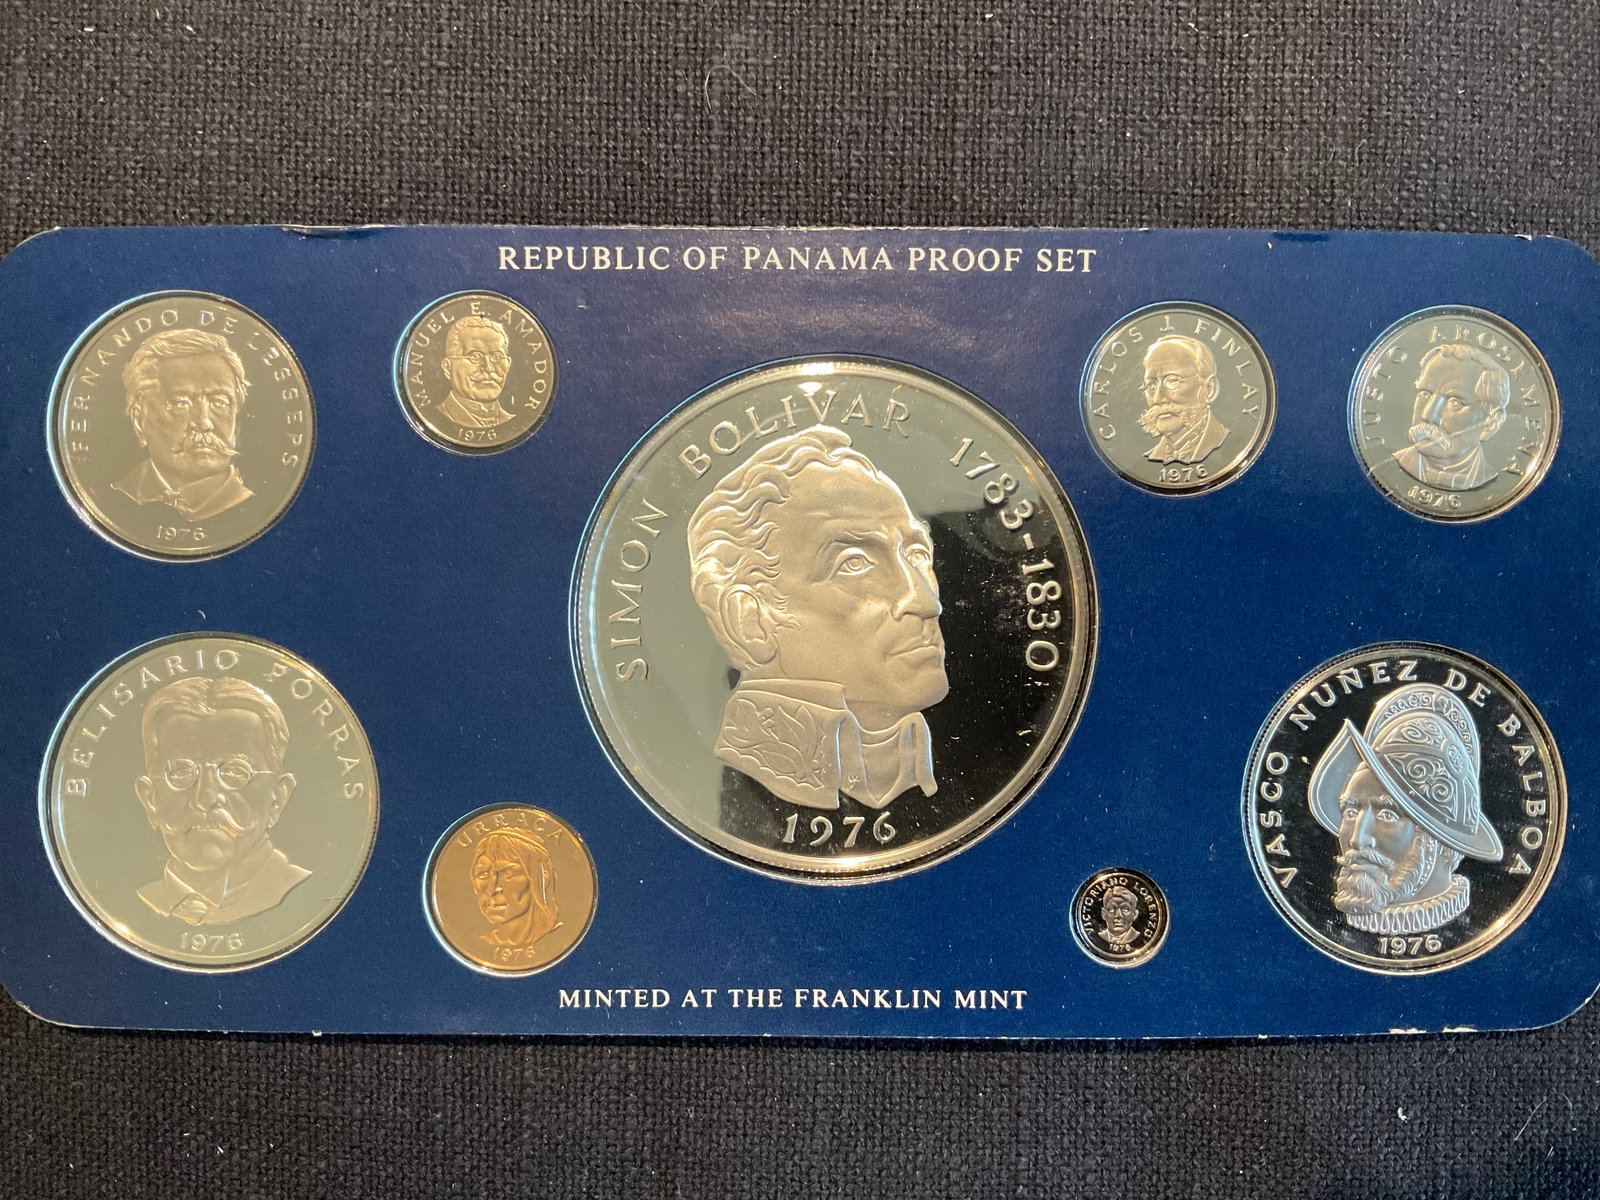 REPUBLIC OF PANAMA PROOF SET
FERNANDO DE LESSEPS
1976
MANUEL E. AMADOR
1976
SIMON BOLIVAR 1783-1830
1976
CARLOS J. FINLAY
1976
JUSTO AROSEMENA
1976
BELISARIO PORRAS
1976
URRACA
1976
VICTORIANO LORENZO
1976
VASCO NUÑEZ DE BALBOA
1976
MINTED AT THE FRANKLIN MINT